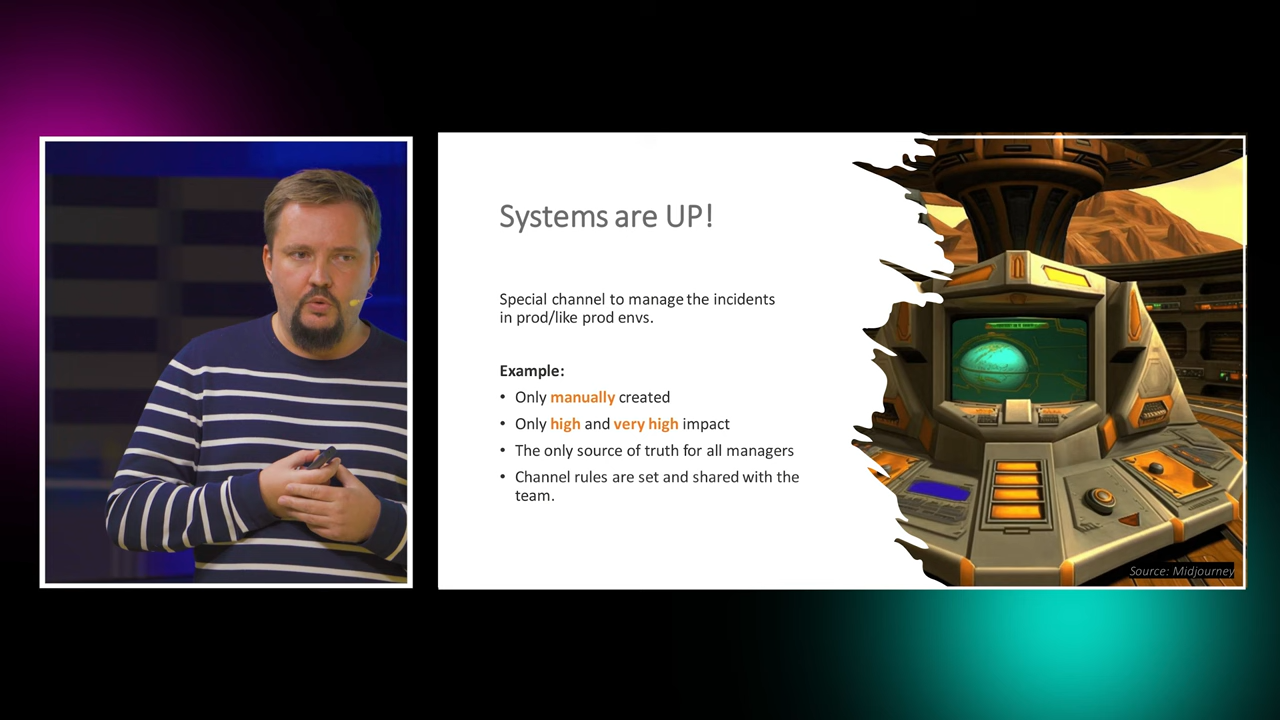 Systems are UP!
Special channel to manage the incidents
in prod/like prod envs.
Example:
• Only manually created
• Only high and very high impact
• The only source of truth for all managers
• Channel rules are set and shared with the
team.
Source: Midjourney